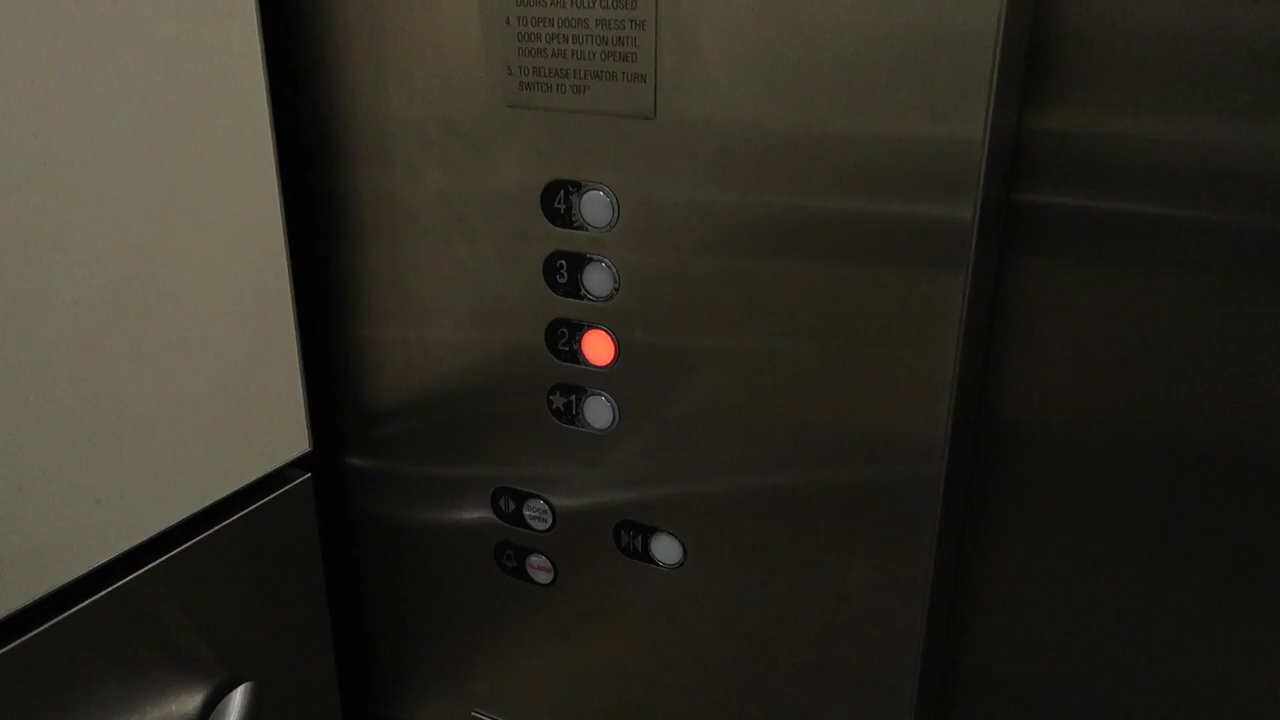 DOORS ARE FULLY CLOSED
4. TO OPEN DOORS, PRESS THE
DOOR OPEN BUTTON UNTIL
DOORS ARE FULLY OPENED
5. TO RELEASE ELEVATOR TURN
SWITCH TO "OFF"
4
3
2
★1
DOOR
OPEN
ALARM